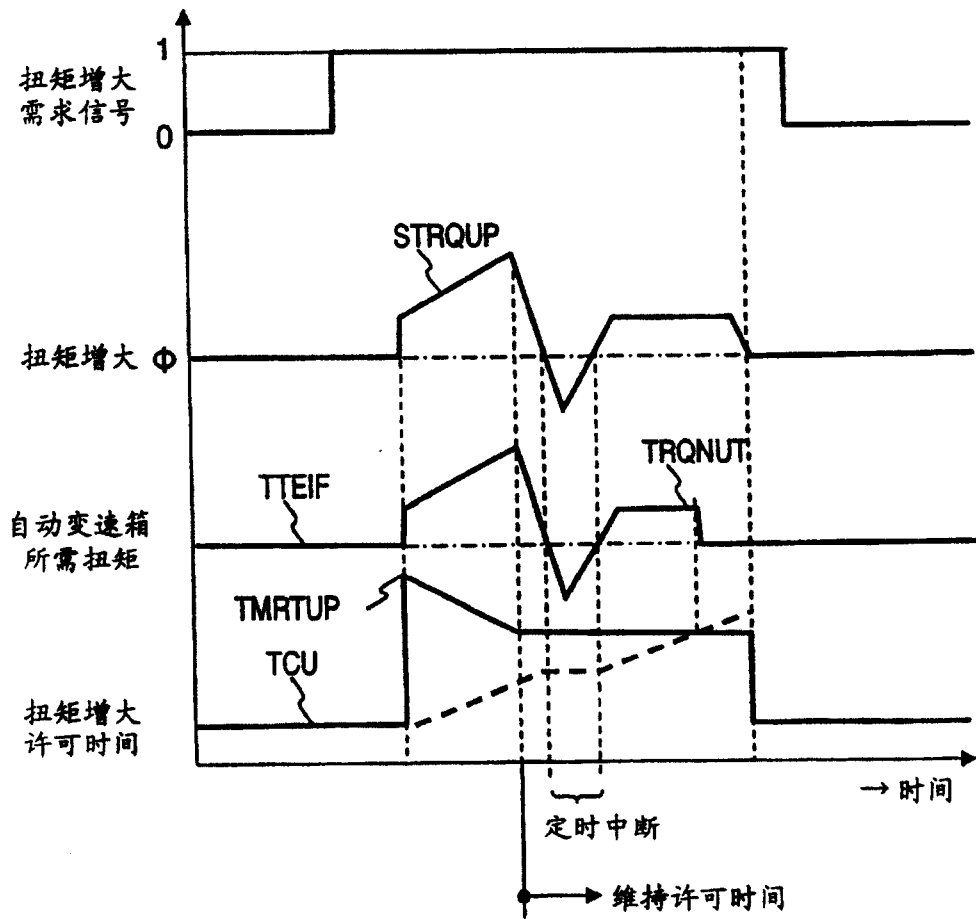 1
扭矩增大
需求信号
0
STRQUP
扭矩增大 Φ
TRQNUT
TTEIF
自动变速箱
所需扭矩
TMRTUP
TCU
扭矩增大
许可时间
→ 时间
定时中断
维持许可时间